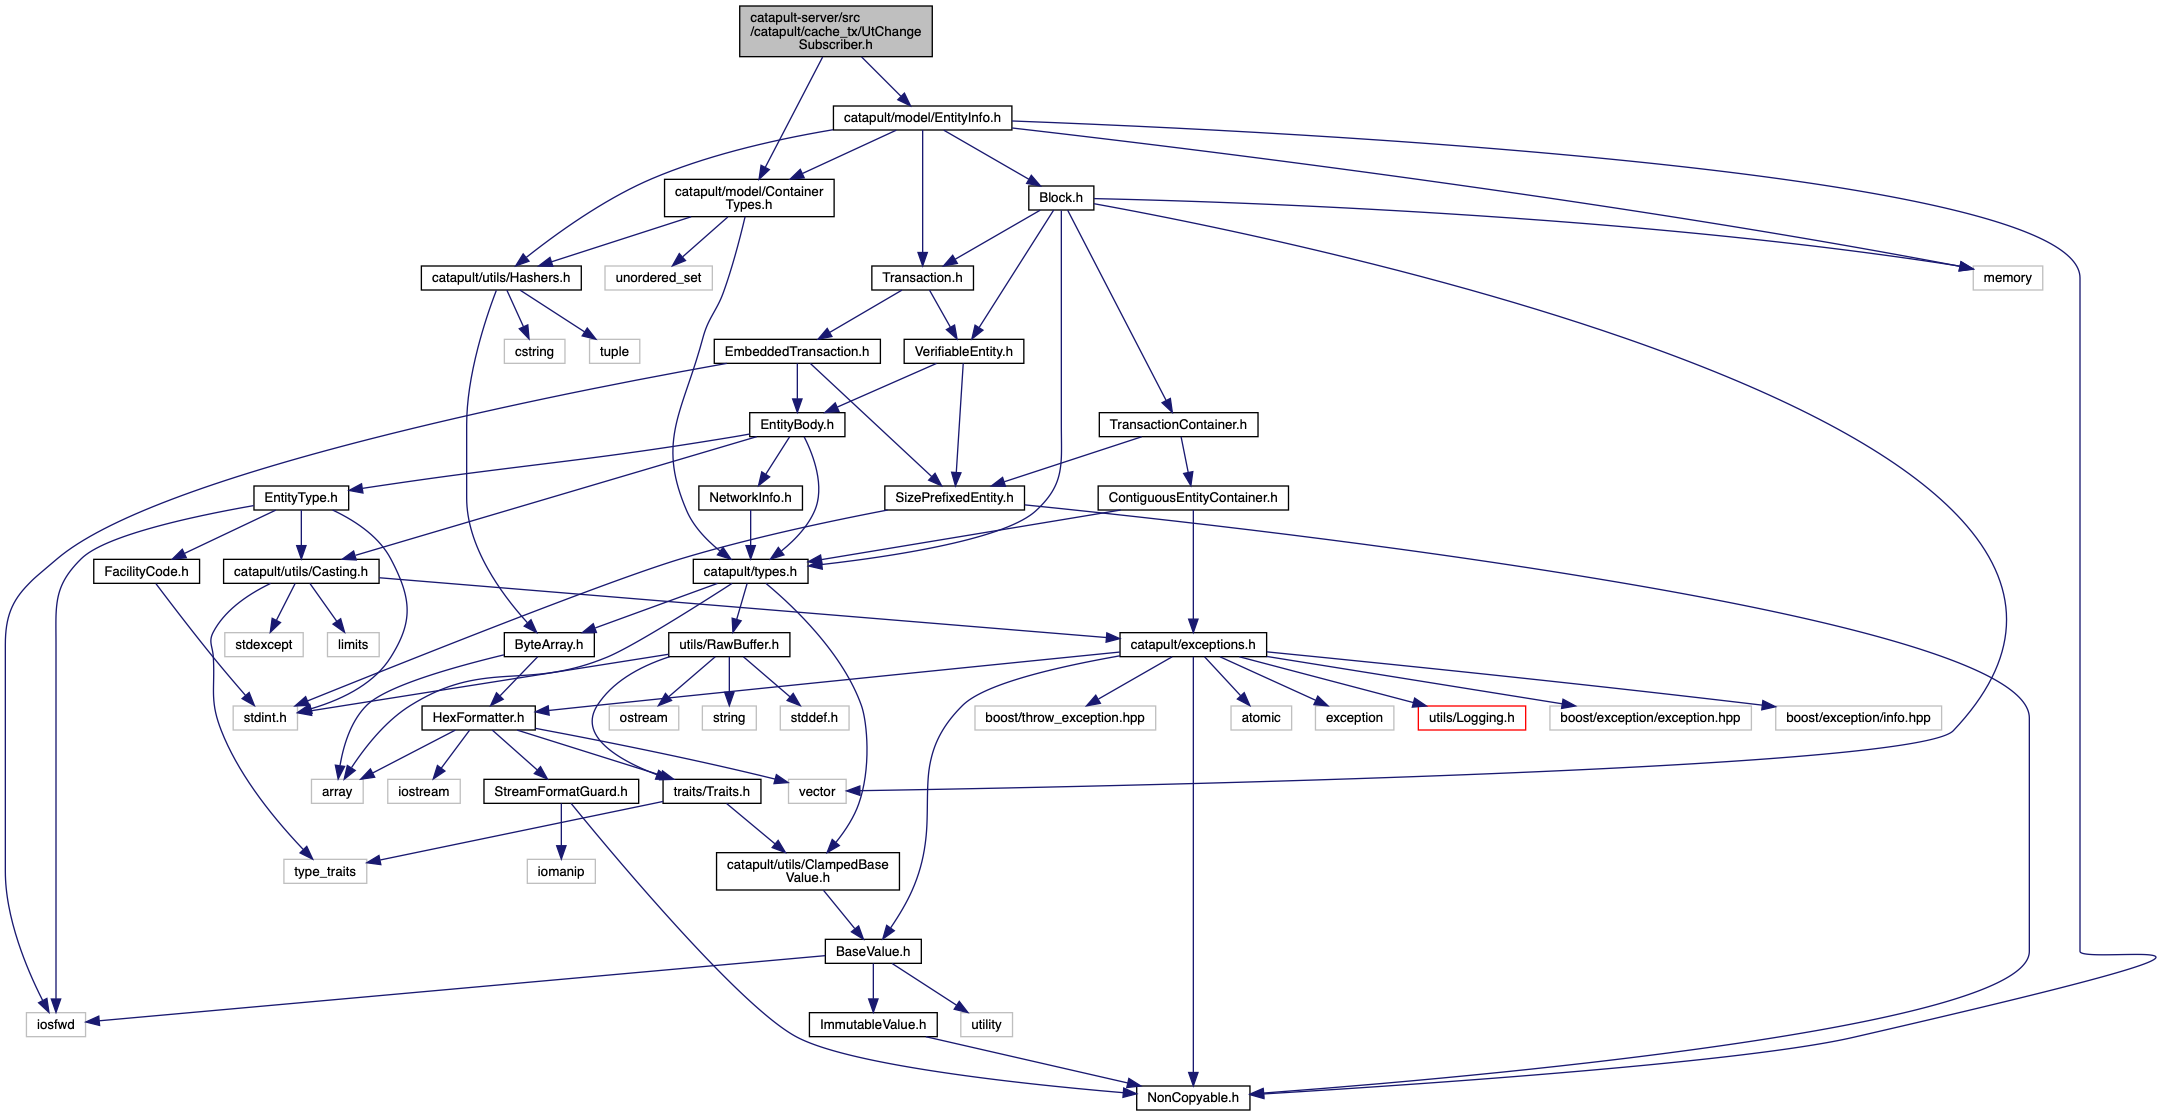 catapult-server/src
/catapult/cache_tx/UtChange
Subscriber.h
catapult/model/EntityInfo.h
catapult/model/Container
Types.h
Block.h
catapult/utils/Hashers.h
unordered_set
Transaction.h
memory
cstring
tuple
EmbeddedTransaction.h
VerifiableEntity.h
EntityBody.h
TransactionContainer.h
EntityType.h
NetworkInfo.h
SizePrefixedEntity.h
ContiguousEntityContainer.h
FacilityCode.h
catapult/utils/Casting.h
catapult/types.h
stdexcept
limits
ByteArray.h
utils/RawBuffer.h
catapult/exceptions.h
stdint.h
HexFormatter.h
ostream
string
stddef.h
boost/throw_exception.hpp
atomic
exception
utils/Logging.h
boost/exception/exception.hpp
boost/exception/info.hpp
array
iostream
StreamFormatGuard.h
traits/Traits.h
vector
type_traits
iomanip
catapult/utils/ClampedBase
Value.h
BaseValue.h
iosfwd
ImmutableValue.h
utility
NonCopyable.h